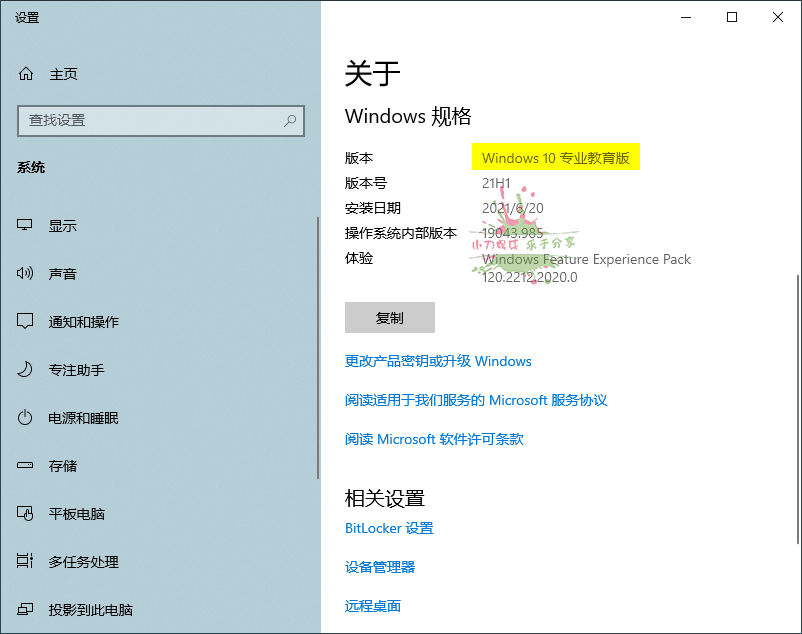 设置
主页
查找设置
系统
显示
声音
通知和操作
专注助手
电源和睡眠
存储
平板电脑
多任务处理
投影到此电脑
关于
Windows 规格
版本 Windows 10 专业教育版
版本号 21H1
安装日期 2021/6/20
操作系统内部版本 19043.985
体验 Windows Feature Experience Pack
120.2212.2020.0
小刀娱乐 乐于分享
复制
更改产品密钥或升级 Windows
阅读适用于我们服务的 Microsoft 服务协议
阅读 Microsoft 软件许可条款
相关设置
BitLocker 设置
设备管理器
远程桌面